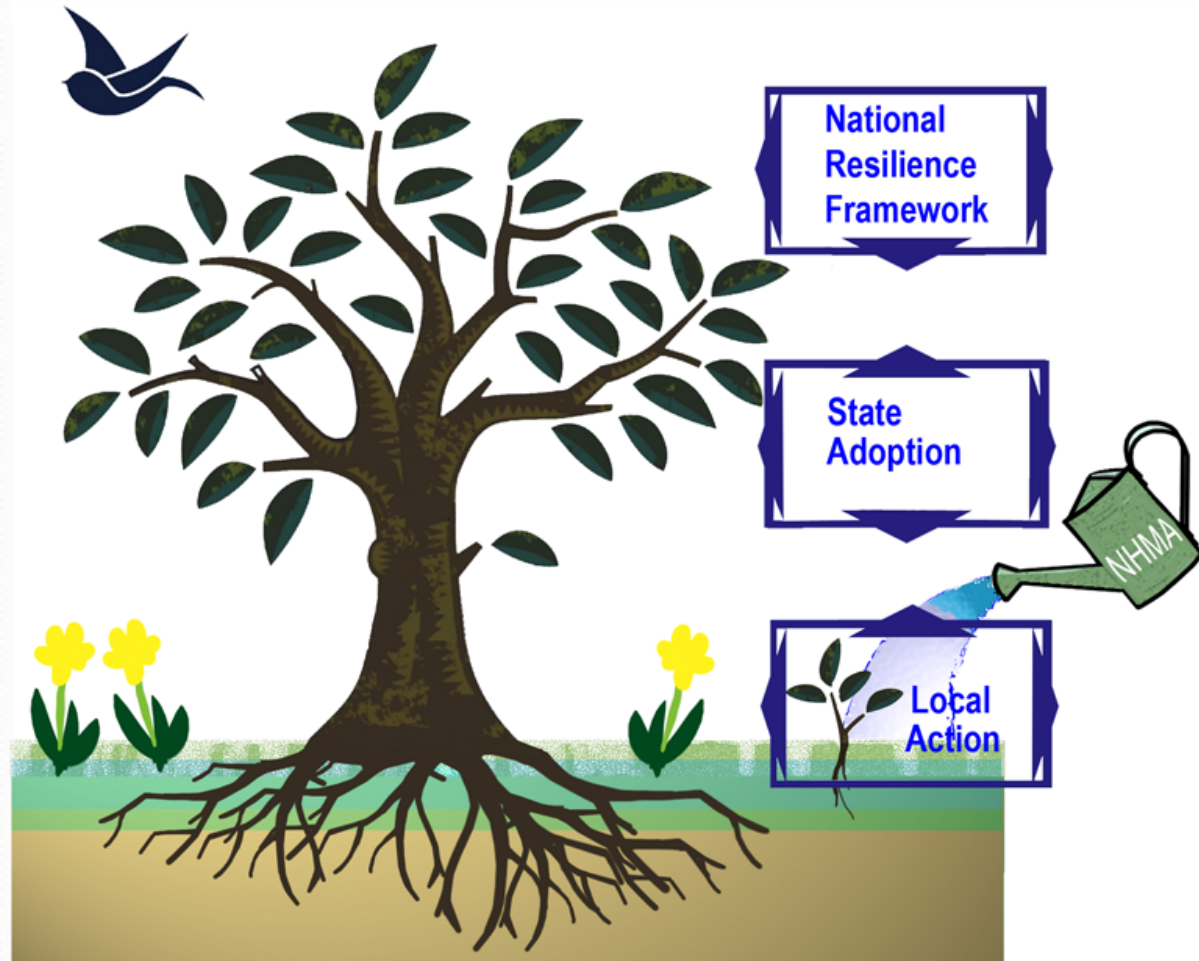 National
Resilience
Framework
State
Adoption
NHMA
Local
Action